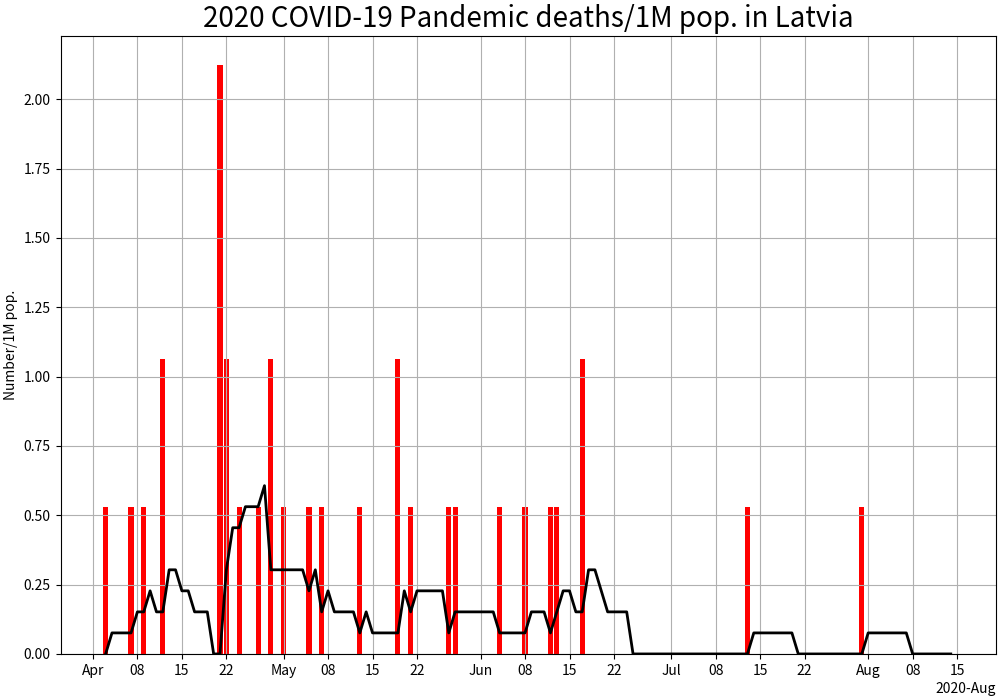 2020 COVID-19 Pandemic deaths/1M pop. in Latvia
Number/1M pop.
2.00
1.75
1.50
1.25
1.00
0.75
0.50
0.25
0.00
Apr 08 15 22 May 08 15 22 Jun 08 15 22 Jul 08 15 22 Aug 08 15
2020-Aug